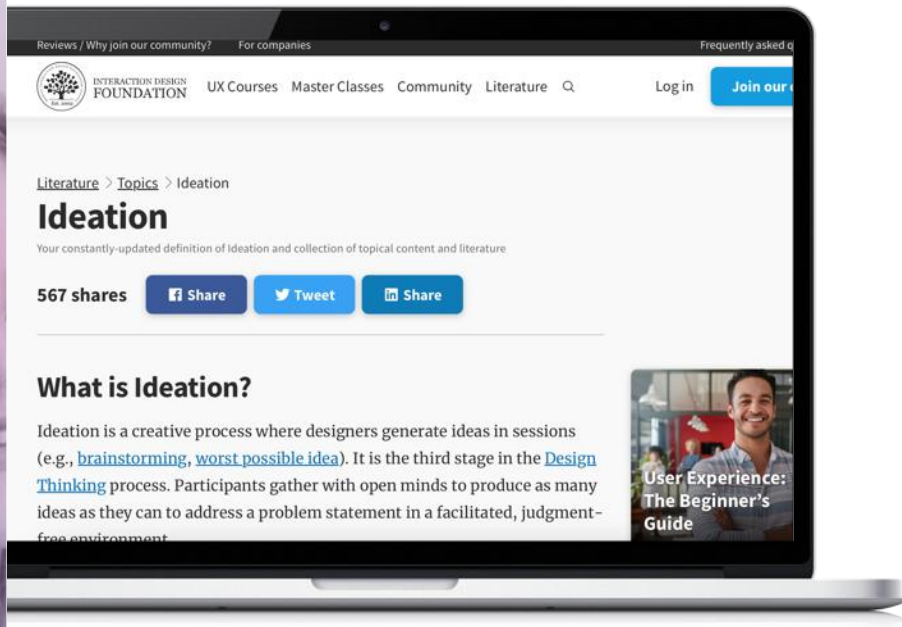 Reviews / Why join our community? For companies Frequently asked q
INTERACTION DESIGN
FOUNDATION
Est. 2002
UX Courses Master Classes Community Literature Log in Join our
Literature > Topics > Ideation
Ideation
Your constantly-updated definition of Ideation and collection of topical content and literature
567 shares Share Tweet Share
What is Ideation?
Ideation is a creative process where designers generate ideas in sessions
(e.g., brainstorming, worst possible idea). It is the third stage in the Design
Thinking process. Participants gather with open minds to produce as many
ideas as they can to address a problem statement in a facilitated, judgment-
free environment
User Experience:
The Beginner's
Guide